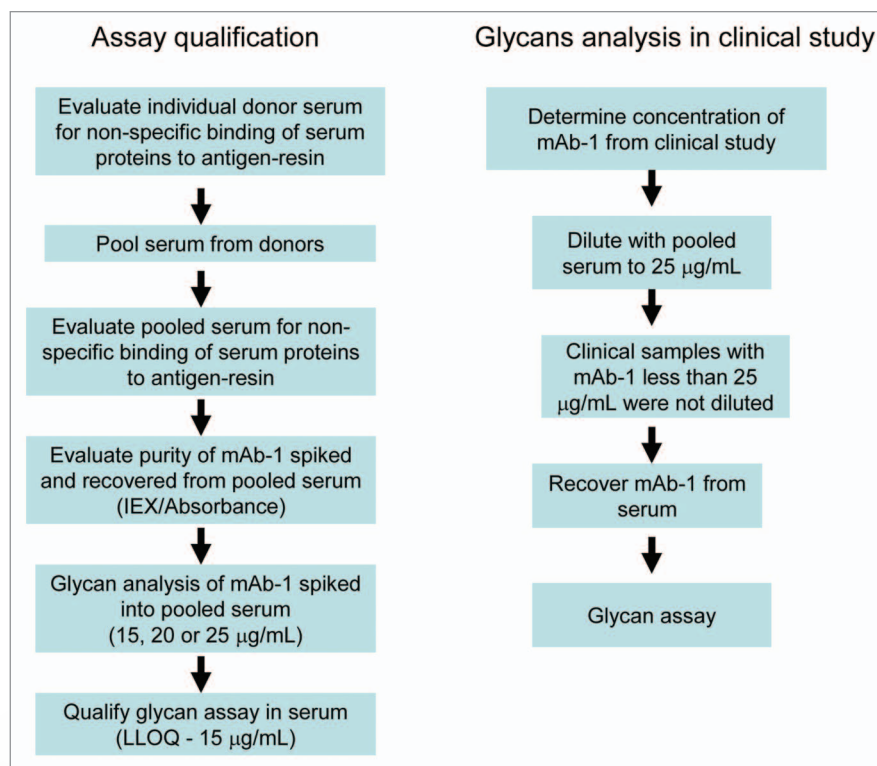 Assay qualification
Evaluate individual donor serum
for non-specific binding of serum
proteins to antigen-resin
Pool serum from donors
Evaluate pooled serum for non-
specific binding of serum proteins
to antigen-resin
Evaluate purity of mAb-1 spiked
and recovered from pooled serum
(IEX/Absorbance)
Glycan analysis of mAb-1 spiked
into pooled serum
(15, 20 or 25 μg/mL)
Qualify glycan assay in serum
(LLOQ - 15 μg/mL)
Glycans analysis in clinical study
Determine concentration of
mAb-1 from clinical study
Dilute with pooled
serum to 25 μg/mL
Clinical samples with
mAb-1 less than 25
μg/mL were not diluted
Recover mAb-1 from
serum
Glycan assay